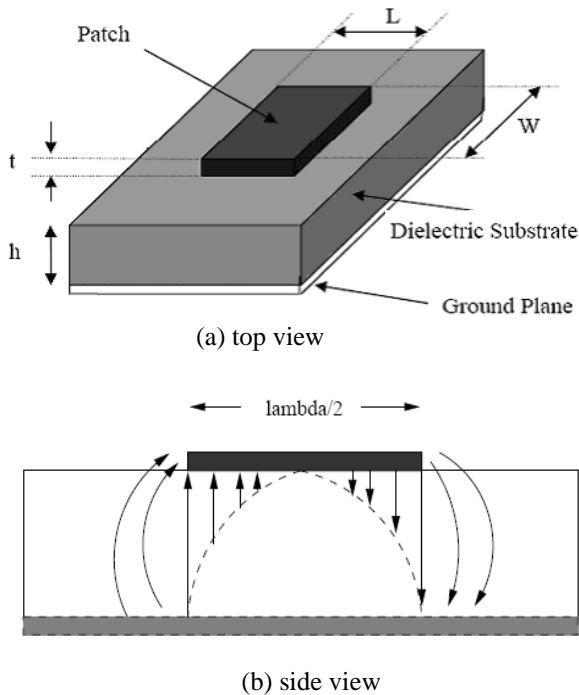 L
Patch
W
t
Dielectric Substrate
h
Ground Plane
(a) top view
lambda/2
(b) side view